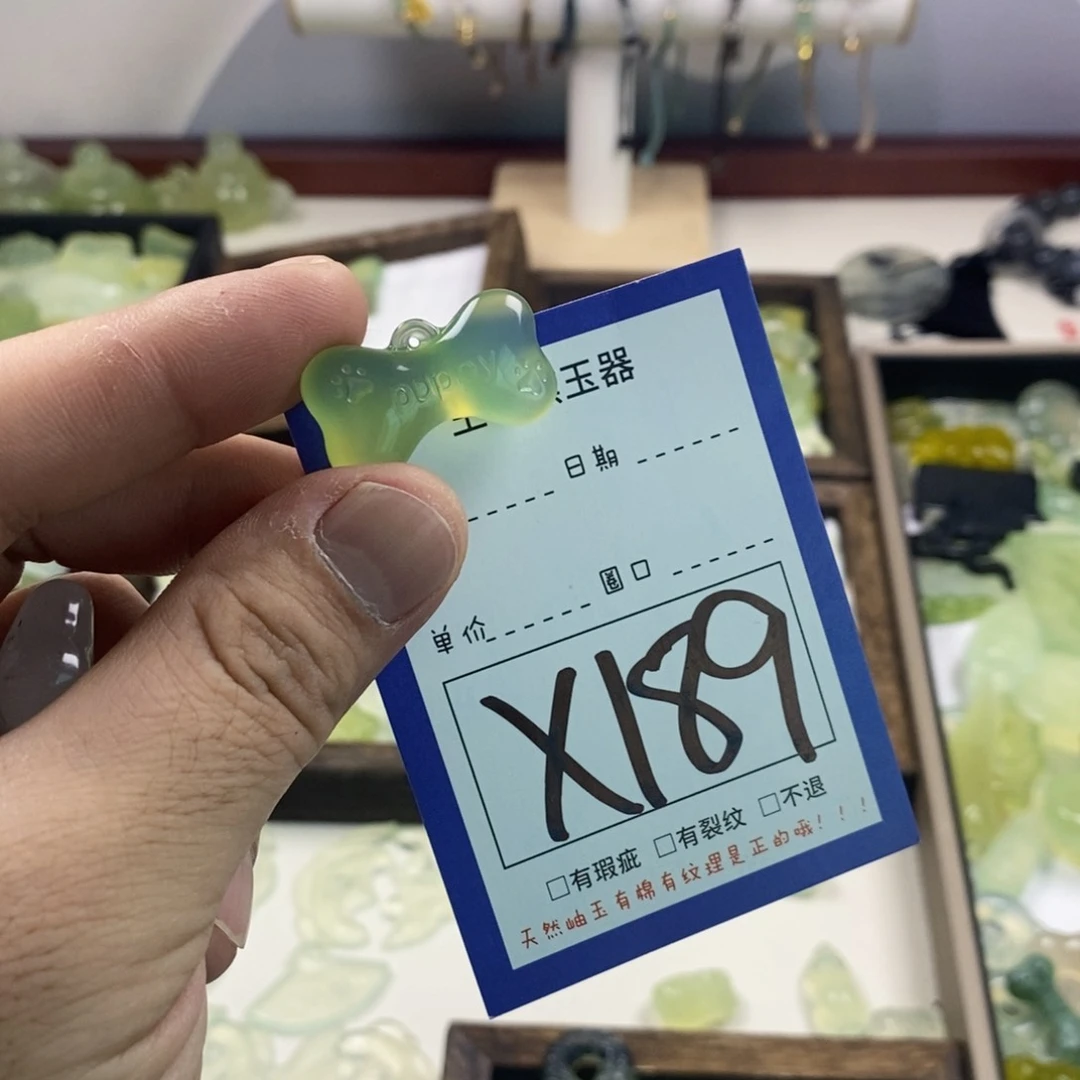 puppy
玉器
日期
圈口
单价
X189
□有瑕疵 □有裂纹 □不退
天然岫玉有棉有纹理是正的哦！！！